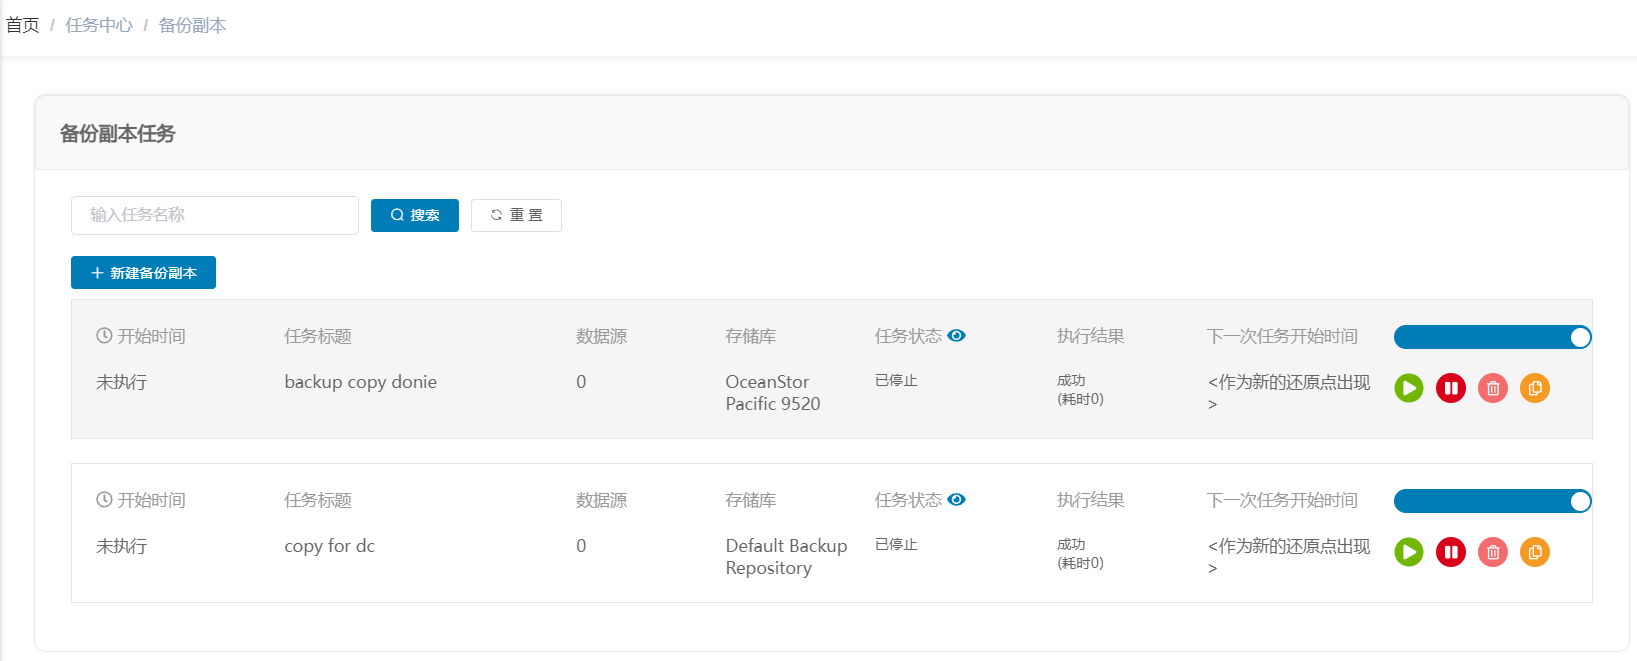 首页 / 任务中心 / 备份副本
备份副本任务
输入任务名称 搜索 重 置
新建备份副本
开始时间 任务标题 数据源 存储库 任务状态 执行结果 下一次任务开始时间
未执行 backup copy donie 0 OceanStor 已停止 成功 <作为新的还原点出现
Pacific 9520 (耗时0) >
开始时间 任务标题 数据源 存储库 任务状态 执行结果 下一次任务开始时间
未执行 copy for dc 0 Default Backup 已停止 成功 <作为新的还原点出现
Repository (耗时0) >